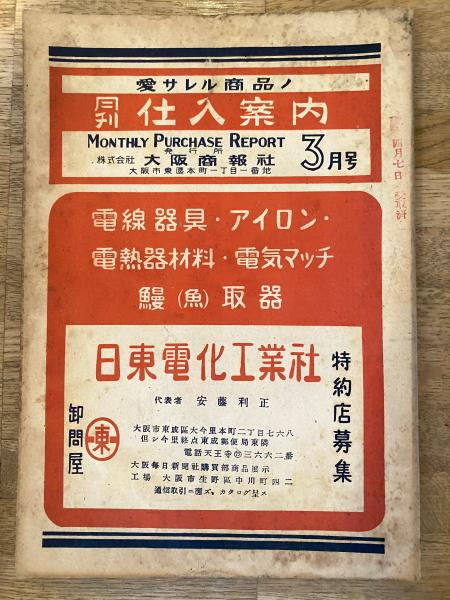 愛サレル商品ノ
月刊 仕入案内
MONTHLY PURCHASE REPORT
発行所
株式会社 大阪商報社
大阪市東區本町一丁目一番地
3月号
四月七日
電線器具・アイロン・
電熱器材料・電気マッチ
鰻(魚)取器
日東電化工業社
代表者 安藤利正
大阪市東成區大今里本町二丁目七六八
但シ今里終点東成郵便局東隣
電話天王寺㊆三六六二番
大阪毎日新聞社購買部商品展示
工場 大阪市生野區中川町四二
通信取引ニ應ズ、カタログ呈ス
特約店募集
卸問屋
東